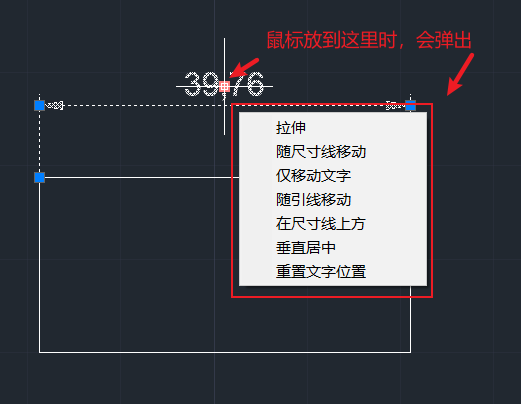 鼠标放到这里时，会弹出
39.76
拉伸
随尺寸线移动
仅移动文字
随引线移动
在尺寸线上方
垂直居中
重置文字位置